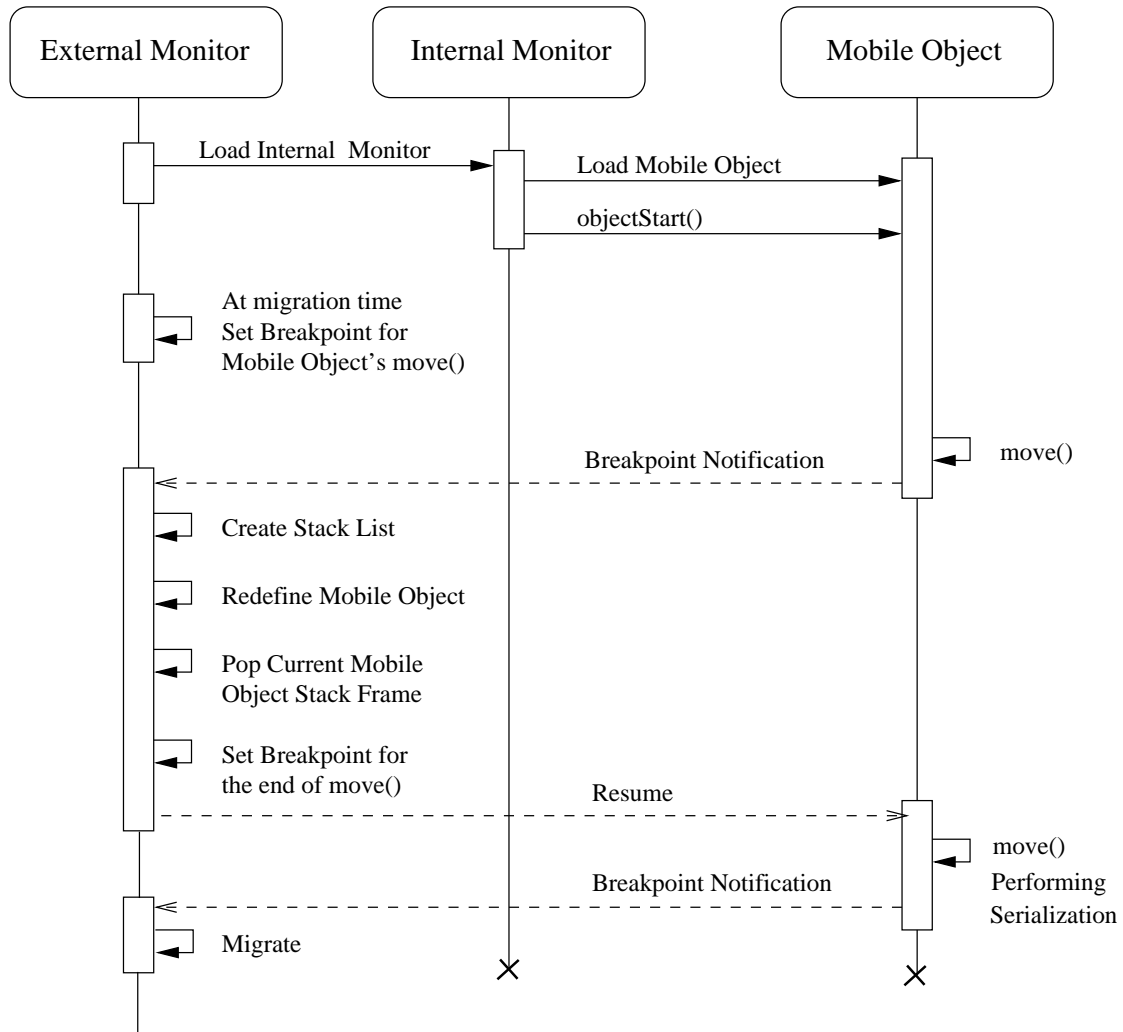 External Monitor
Internal Monitor
Mobile Object
Load Internal Monitor
Load Mobile Object
objectStart()
At migration time
Set Breakpoint for
Mobile Object’s move()
move()
Breakpoint Notification
Create Stack List
Redefine Mobile Object
Pop Current Mobile
Object Stack Frame
Set Breakpoint for
the end of move()
Resume
move()
Performing
Serialization
Breakpoint Notification
Migrate